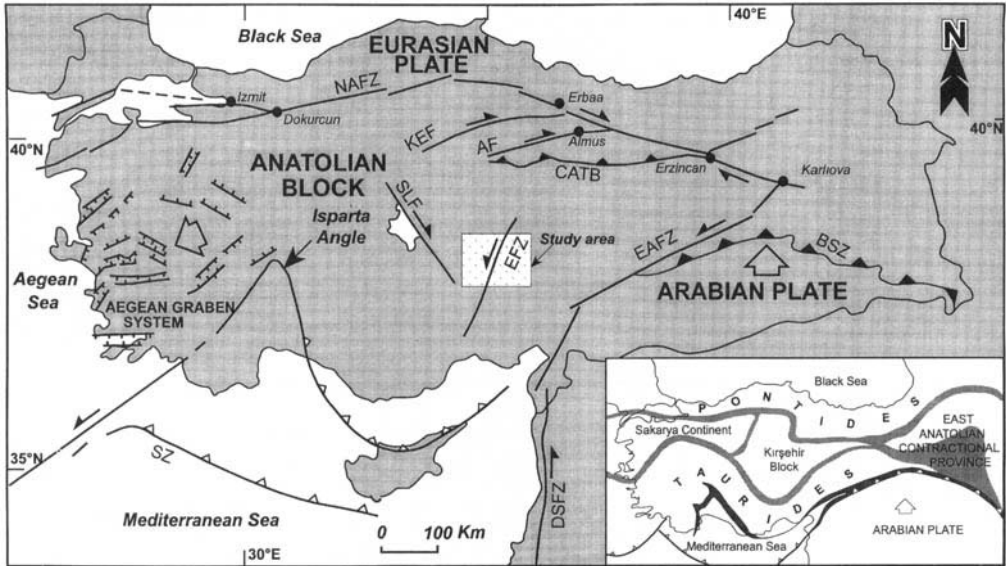 40°E
Black Sea
EURASIAN
PLATE
N
NAFZ
Izmit
Dokurcun
Erbaa
KEF
AF
Almus
40°N
40°N
CATB
Erzincan
Karlıova
ANATOLIAN
BLOCK
SLF
Isparta
Angle
EFZ
Study area
EAFZ
BSZ
Aegean
Sea
ARABIAN PLATE
AEGEAN GRABEN
SYSTEM
35°N
SZ
DSFZ
Mediterranean Sea
0 100 Km
30°E
Black Sea
PONTIDES
Sakarya Continent
EAST
ANATOLIAN
CONTRACTIONAL
PROVINCE
Kırşehir
Block
TAURIDES
ARABIAN PLATE
Mediterranean Sea